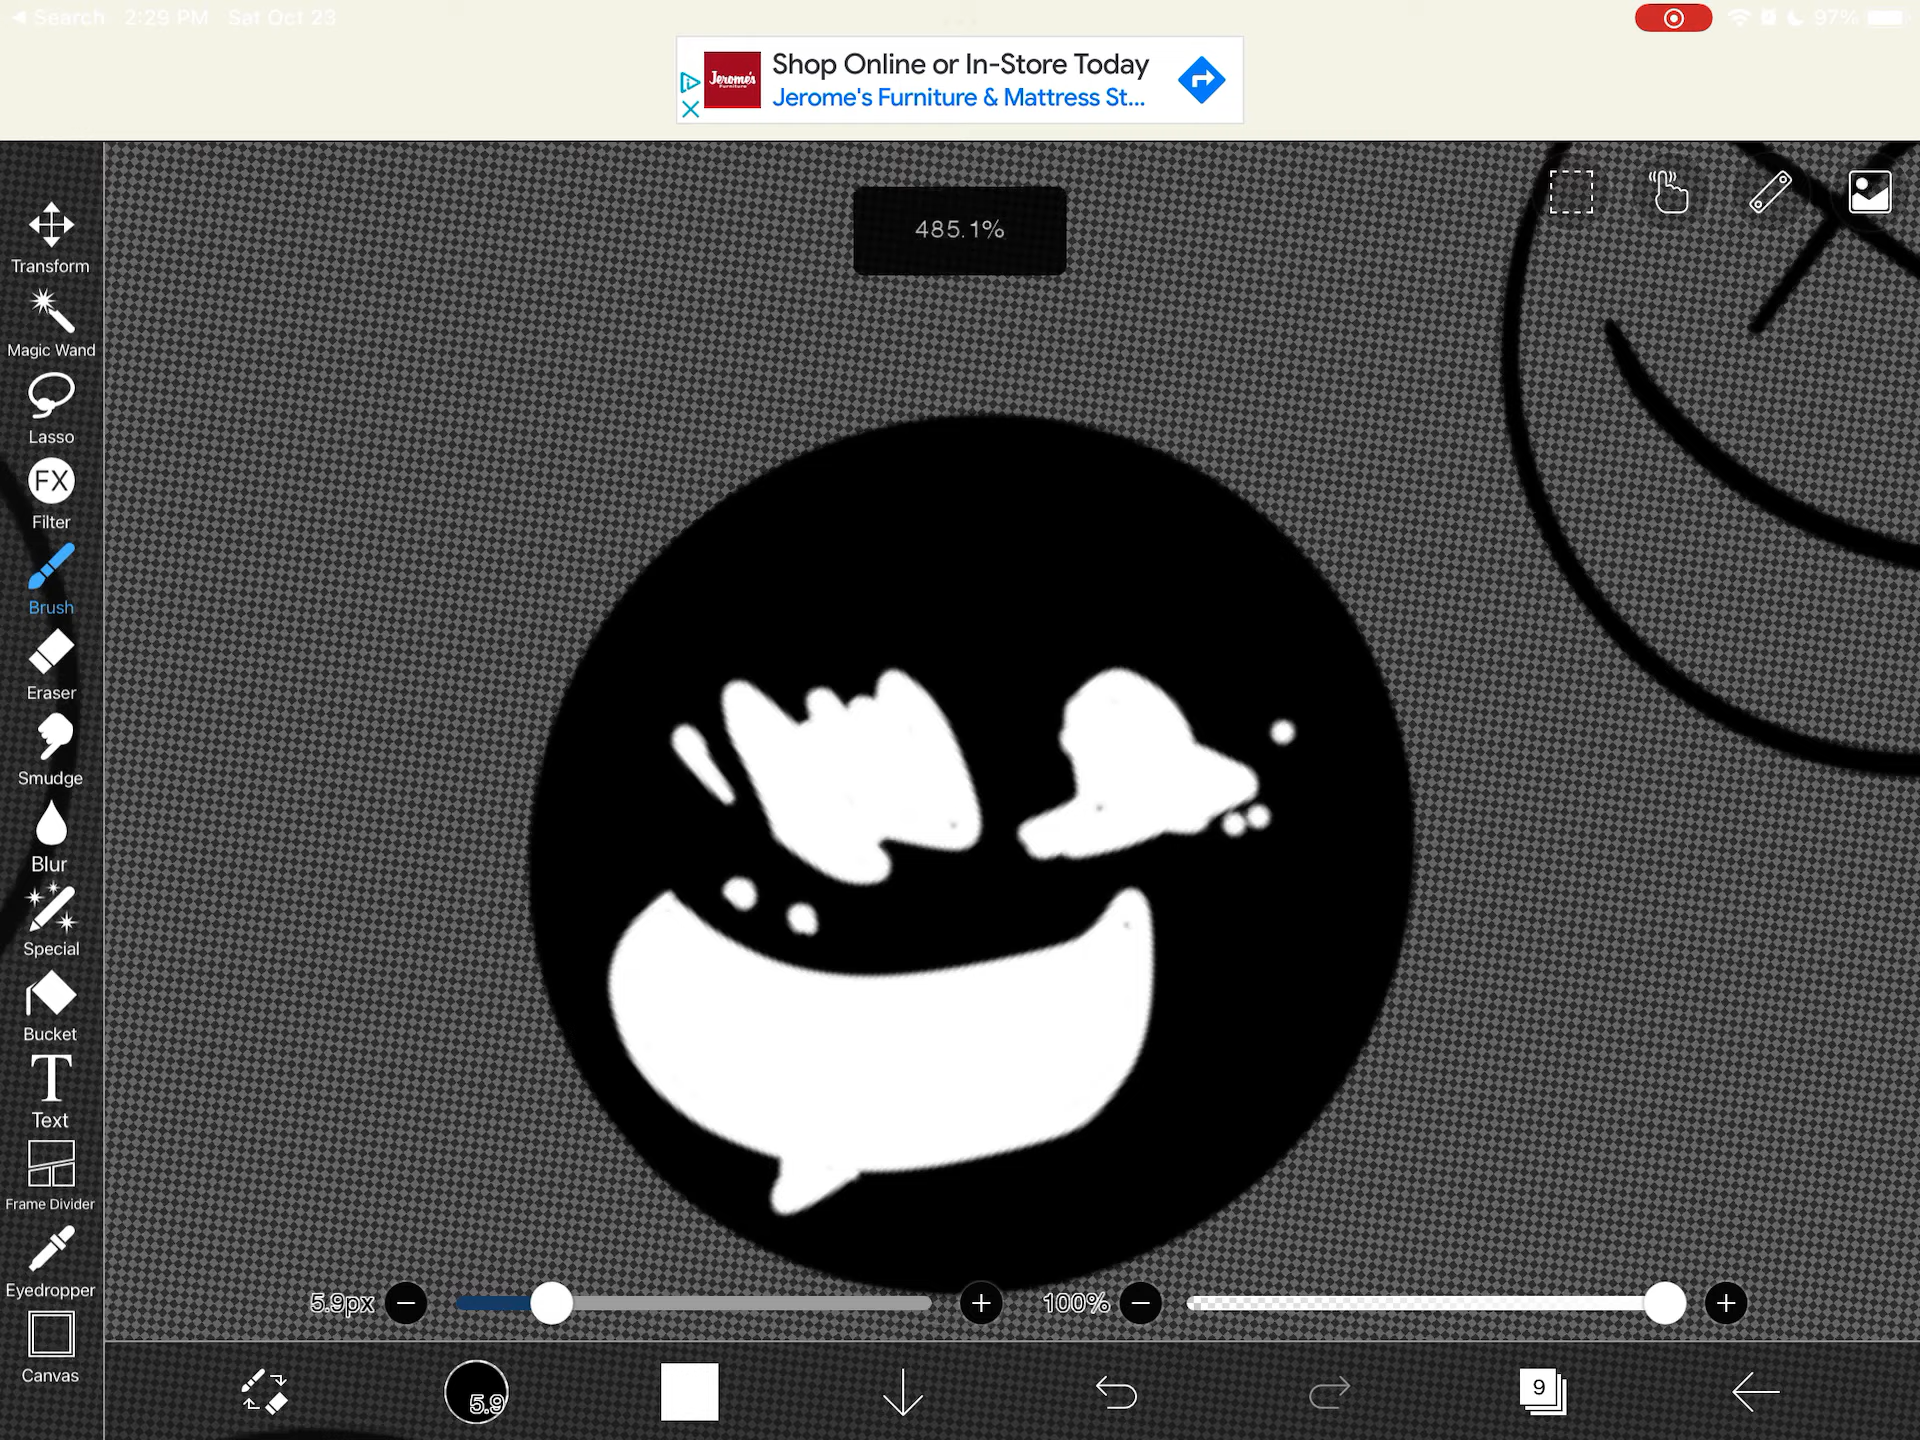 Search 2:29 PM Sat Oct 23
97%
Jerome's
Furniture
Shop Online or In-Store Today
Jerome's Furniture & Mattress St...
485.1%
Transform
Magic Wand
Lasso
FX
Filter
Brush
Eraser
Smudge
Blur
Special
Bucket
T
Text
Frame Divider
Eyedropper
Canvas
5.9px
100%
5.9
9